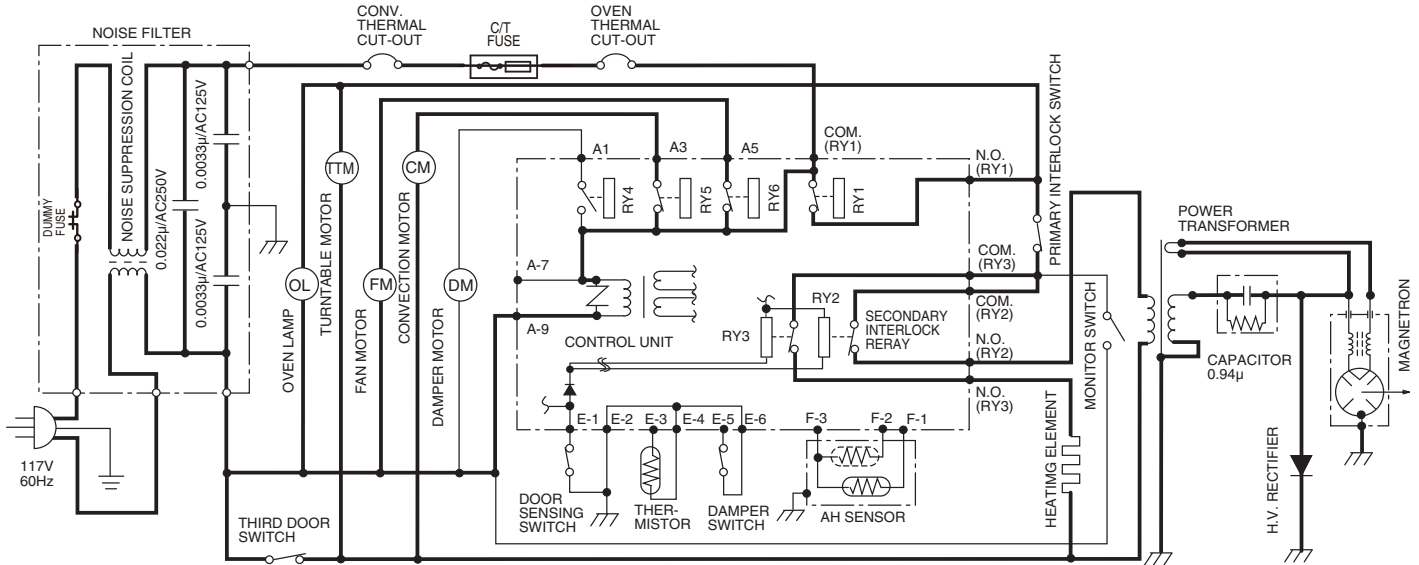 NOISE FILTER
CONV.
THERMAL
CUT-OUT
C/T
FUSE
OVEN
THERMAL
CUT-OUT
NOISE SUPPRESSION COIL
0.022μ/AC250V
0.0033μ/AC125V
0.0033μ/AC125V
DUMMY
FUSE
117V
60Hz
OL
OVEN LAMP
TTM
TURNTABLE MOTOR
FM
FAN MOTOR
CM
CONVECTION MOTOR
DM
DAMPER MOTOR
A1
A3
A5
COM.
(RY1)
N.O.
(RY1)
RY4
RY5
RY6
RY1
PRIMARY INTERLOCK SWITCH
A-7
A-9
CONTROL UNIT
COM.
(RY3)
COM.
(RY2)
RY2
RY3
SECONDARY
INTERLOCK
RERAY
N.O.
(RY2)
N.O.
(RY3)
E-1
E-2
E-3
E-4
E-5
E-6
F-3
F-2
F-1
DOOR
SENSING
SWITCH
THER-
MISTOR
DAMPER
SWITCH
AH SENSOR
THIRD DOOR
SWITCH
HEATIMG ELEMENT
MONITOR SWITCH
POWER
TRANSFORMER
CAPACITOR
0.94μ
MAGNETRON
H.V. RECTIFIER